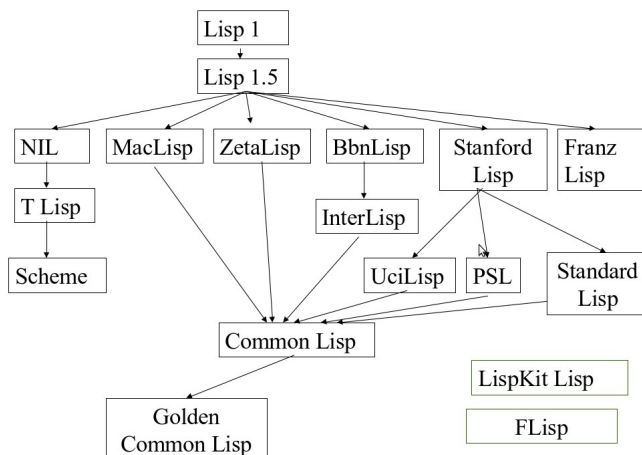 Lisp 1
Lisp 1.5
NIL
MacLisp
ZetaLisp
BbnLisp
Stanford
Lisp
Franz
Lisp
T Lisp
InterLisp
Scheme
UciLisp
PSL
Standard
Lisp
Common Lisp
LispKit Lisp
Golden
Common Lisp
FLisp